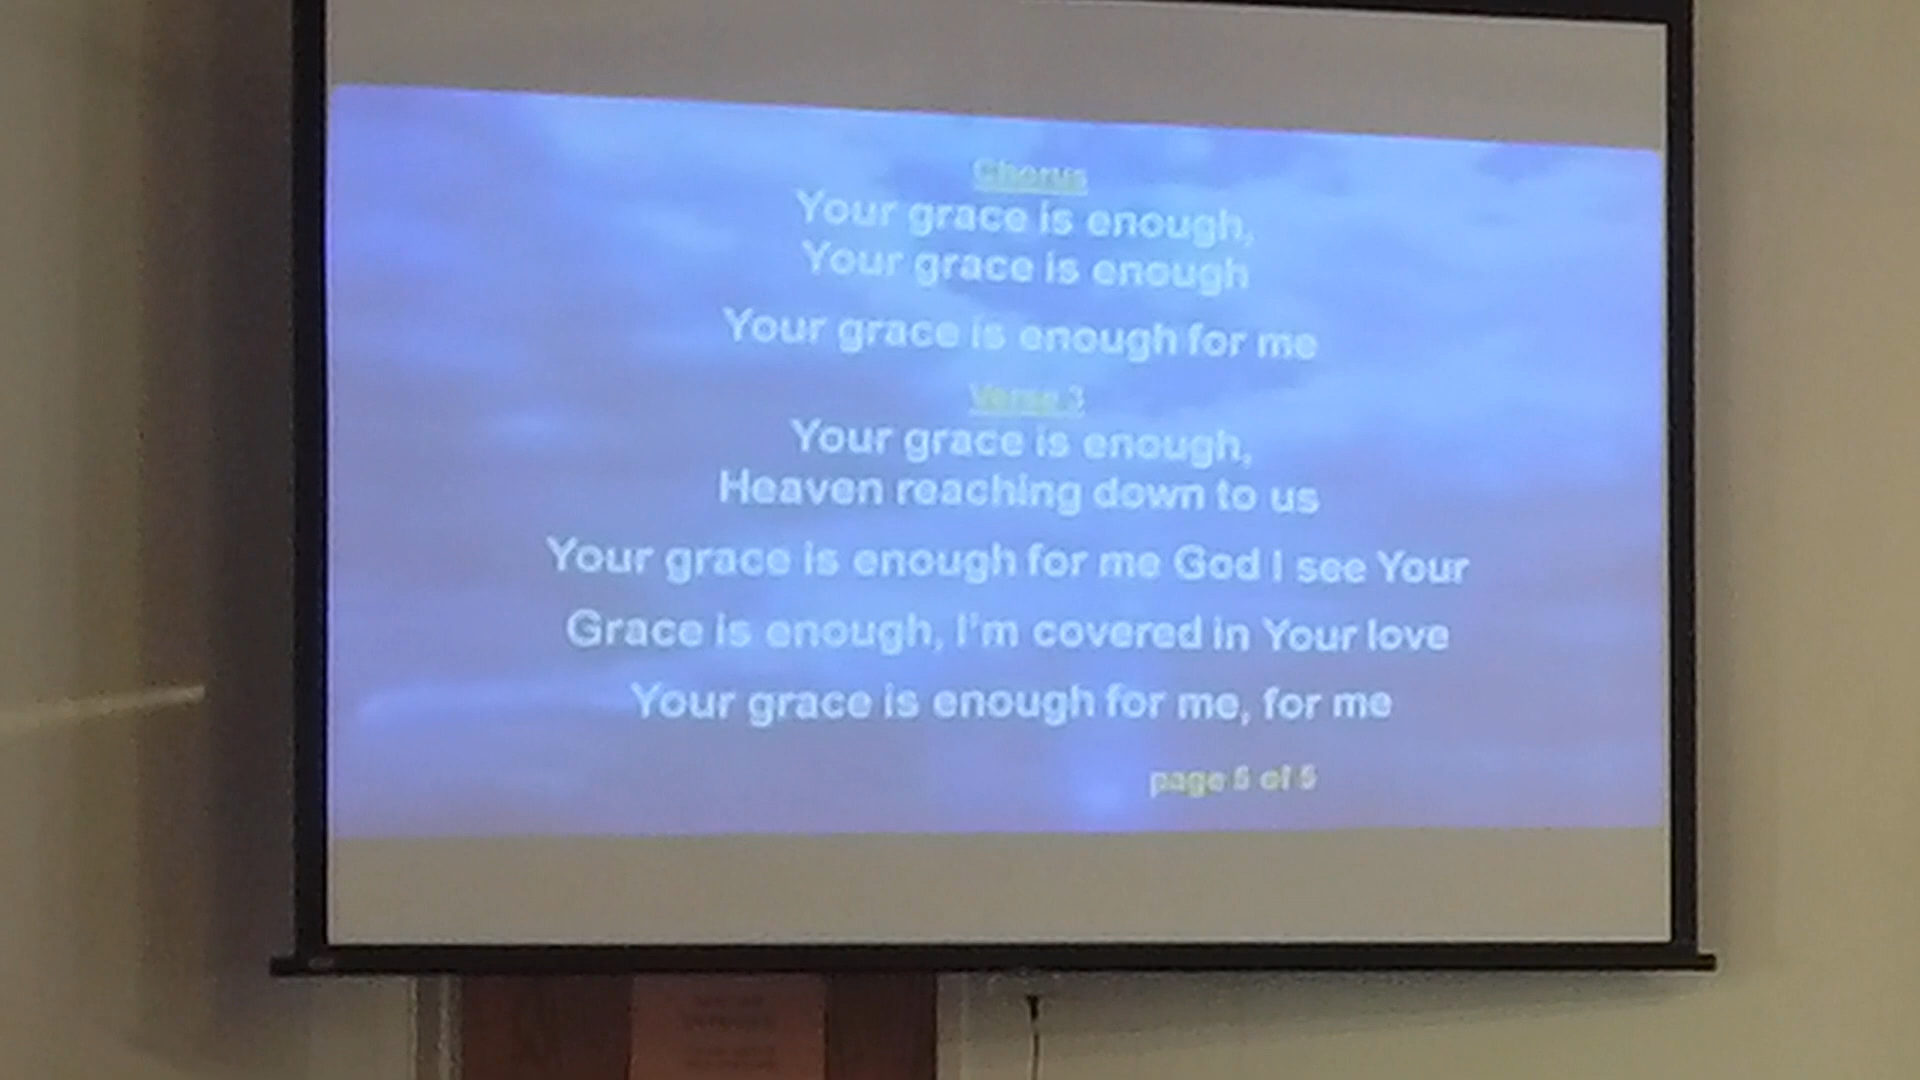 Chorus
Your grace is enough,
Your grace is enough
Your grace is enough for me
Verse 3
Your grace is enough,
Heaven reaching down to us
Your grace is enough for me God I see Your
Grace is enough, I'm covered in Your love
Your grace is enough for me, for me
page 5 of 5